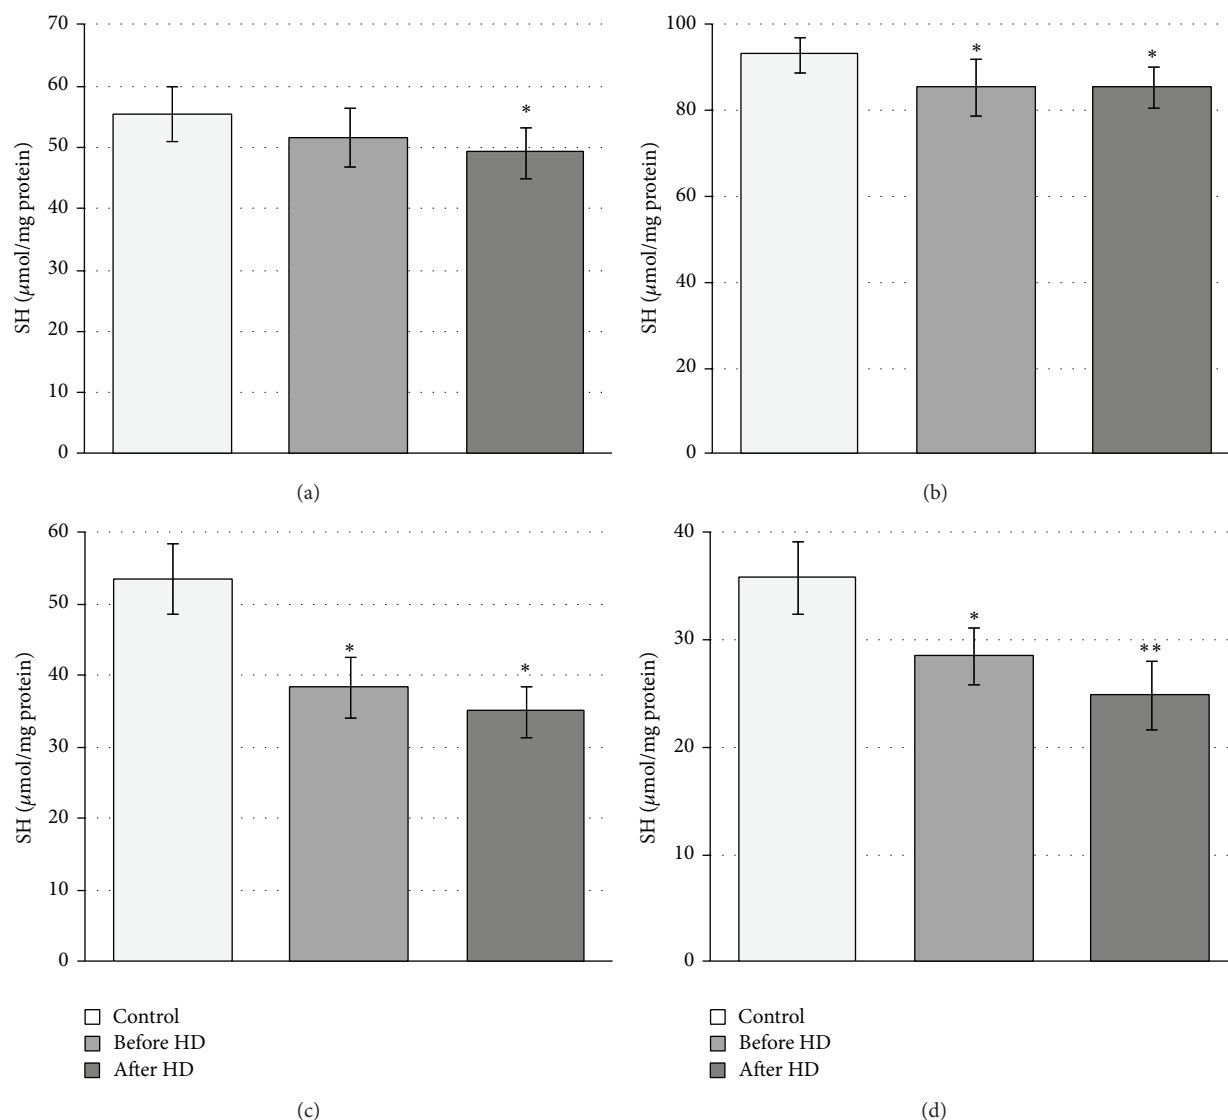 70
60
50
40
30
20
10
0
SH (µmol/mg protein)
*
(a)
100
80
60
40
20
0
SH (µmol/mg protein)
*
*
(b)
60
50
40
30
20
10
0
SH (µmol/mg protein)
*
*
Control
Before HD
After HD
(c)
40
30
20
10
0
SH (µmol/mg protein)
*
**
Control
Before HD
After HD
(d)